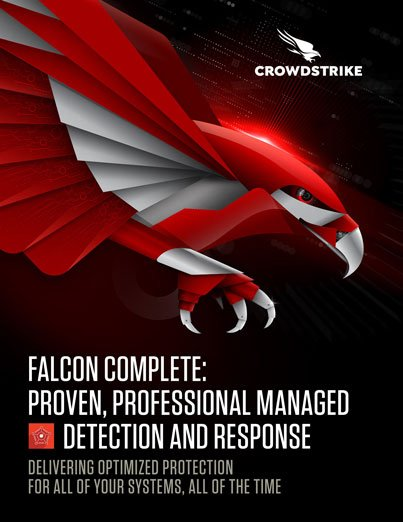 CROWDSTRIKE
FALCON COMPLETE:
PROVEN, PROFESSIONAL MANAGED
DETECTION AND RESPONSE
DELIVERING OPTIMIZED PROTECTION
FOR ALL OF YOUR SYSTEMS, ALL OF THE TIME